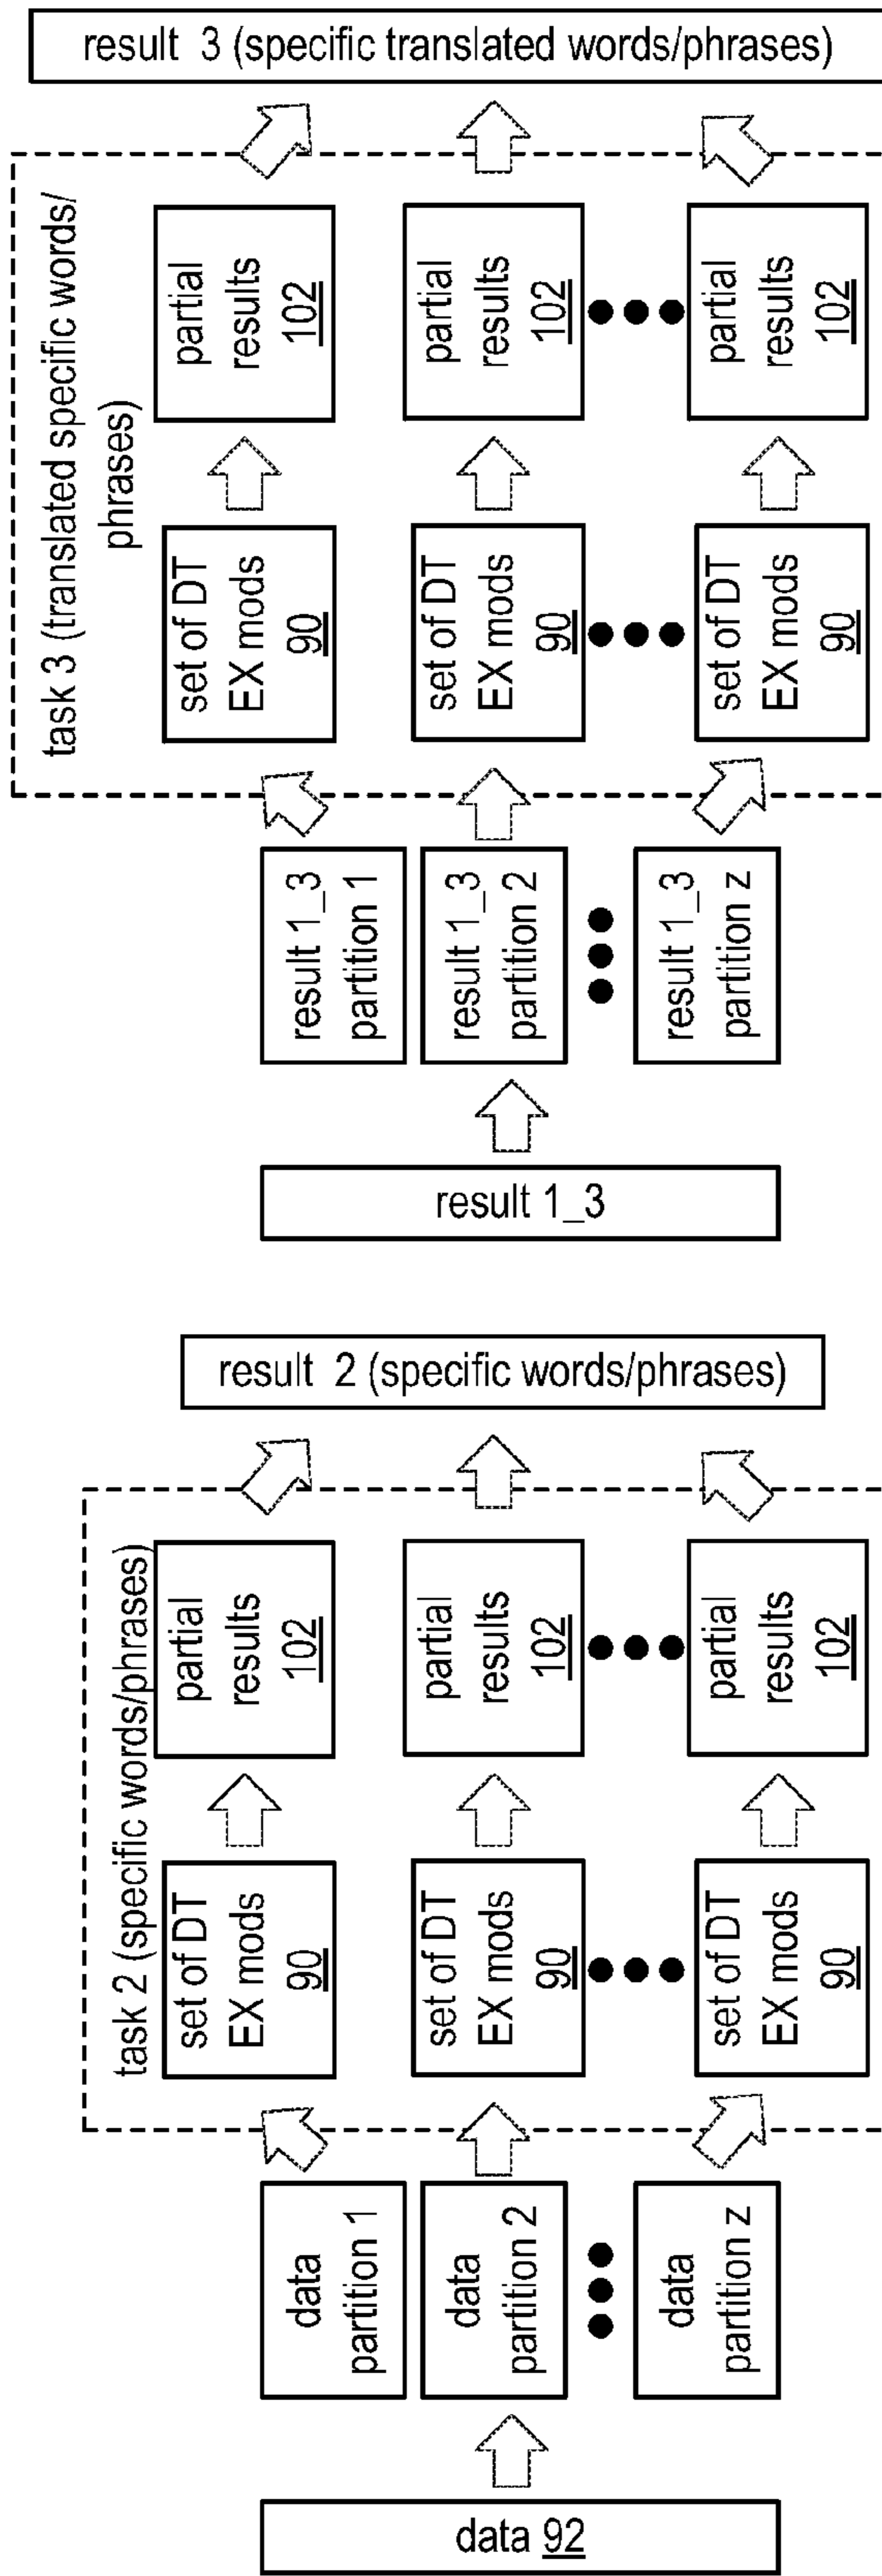 task 2 (specific words/phrases)
data 92
data
partition 1
data
partition 2
data
partition z
set of DT
EX mods
90
set of DT
EX mods
90
set of DT
EX mods
90
partial
results
102
partial
results
102
partial
results
102
result 2 (specific words/phrases)
task 3 (translated specific words/
phrases)
result 1_3
result 1_3
partition 1
result 1_3
partition 2
result 1_3
partition z
set of DT
EX mods
90
set of DT
EX mods
90
set of DT
EX mods
90
partial
results
102
partial
results
102
partial
results
102
result 3 (specific translated words/phrases)